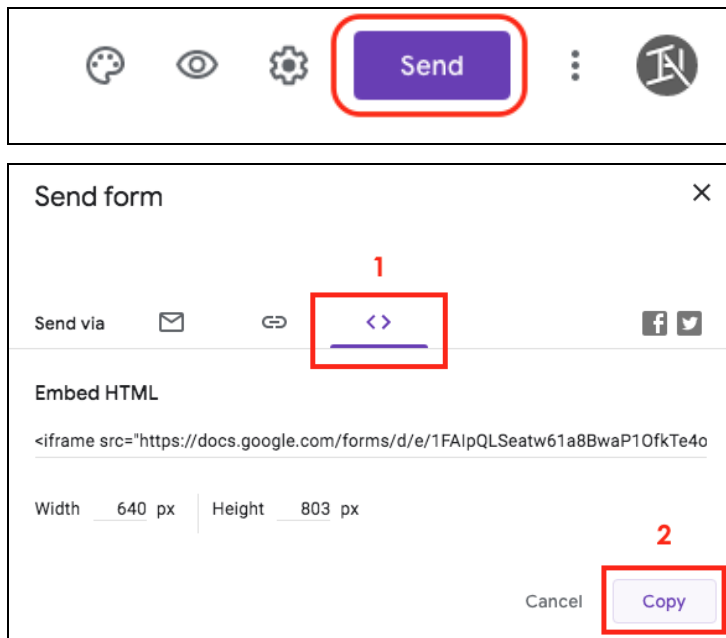 Send
Send form
1
Send via
Embed HTML
<iframe src="https://docs.google.com/forms/d/e/1FAIpQLSeatw61a8BwaP1OfkTe4o
Width 640 px Height 803 px
2
Cancel Copy